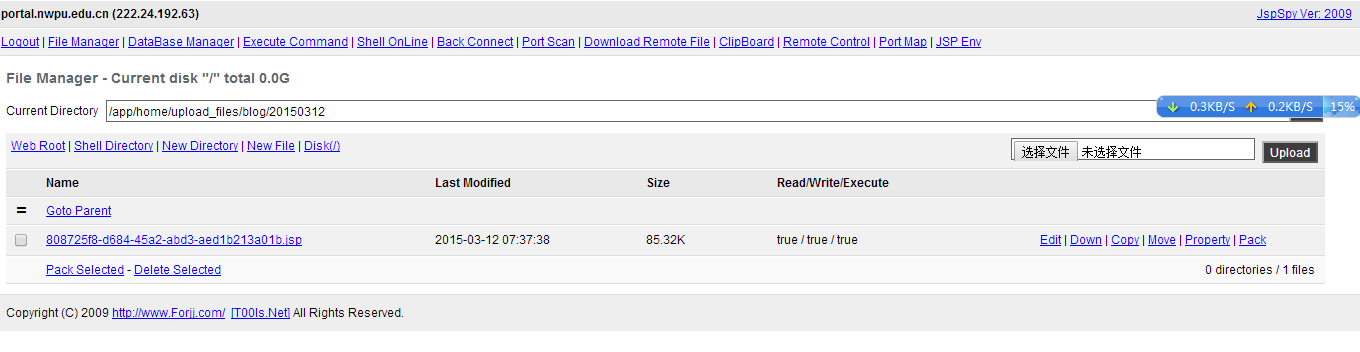 portal.nwpu.edu.cn (222.24.192.63) JspSpy Ver: 2009
Logout | File Manager | DataBase Manager | Execute Command | Shell OnLine | Back Connect | Port Scan | Download Remote File | ClipBoard | Remote Control | Port Map | JSP Env
File Manager - Current disk "/" total 0.0G
Current Directory /app/home/upload_files/blog/20150312 0.3KB/S 0.2KB/S 15%
Web Root | Shell Directory | New Directory | New File | Disk(/) 选择文件 未选择文件 Upload
Name Last Modified Size Read/Write/Execute
= Goto Parent
808725f8-d684-45a2-abd3-aed1b213a01b.jsp 2015-03-12 07:37:38 85.32K true / true / true Edit | Down | Copy | Move | Property | Pack
Pack Selected - Delete Selected 0 directories / 1 files
Copyright (C) 2009 http://www.Forjj.com/ [T00ls.Net] All Rights Reserved.